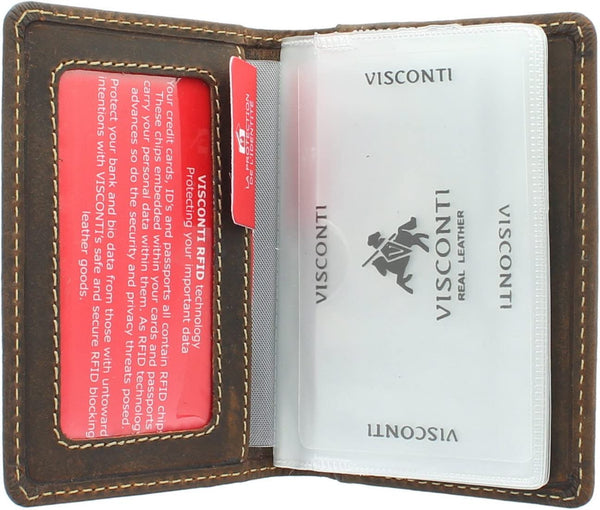 VISCONTI RFID technology
Protecting your important data
Your credit cards, ID's and passports all contain RFID chips
These chips embedded within your cards and passports
carry your personal data within them. As RFID technology
advances so do the security and privacy threats posed.
Protect your bank and bio data from those with untoward
intentions with VISCONTI's safe and secure RFID blocking
leather goods.
VISCONTI
VISCONTI
VISCONTI
REAL LEATHER
VISCONTI
VISCONTI